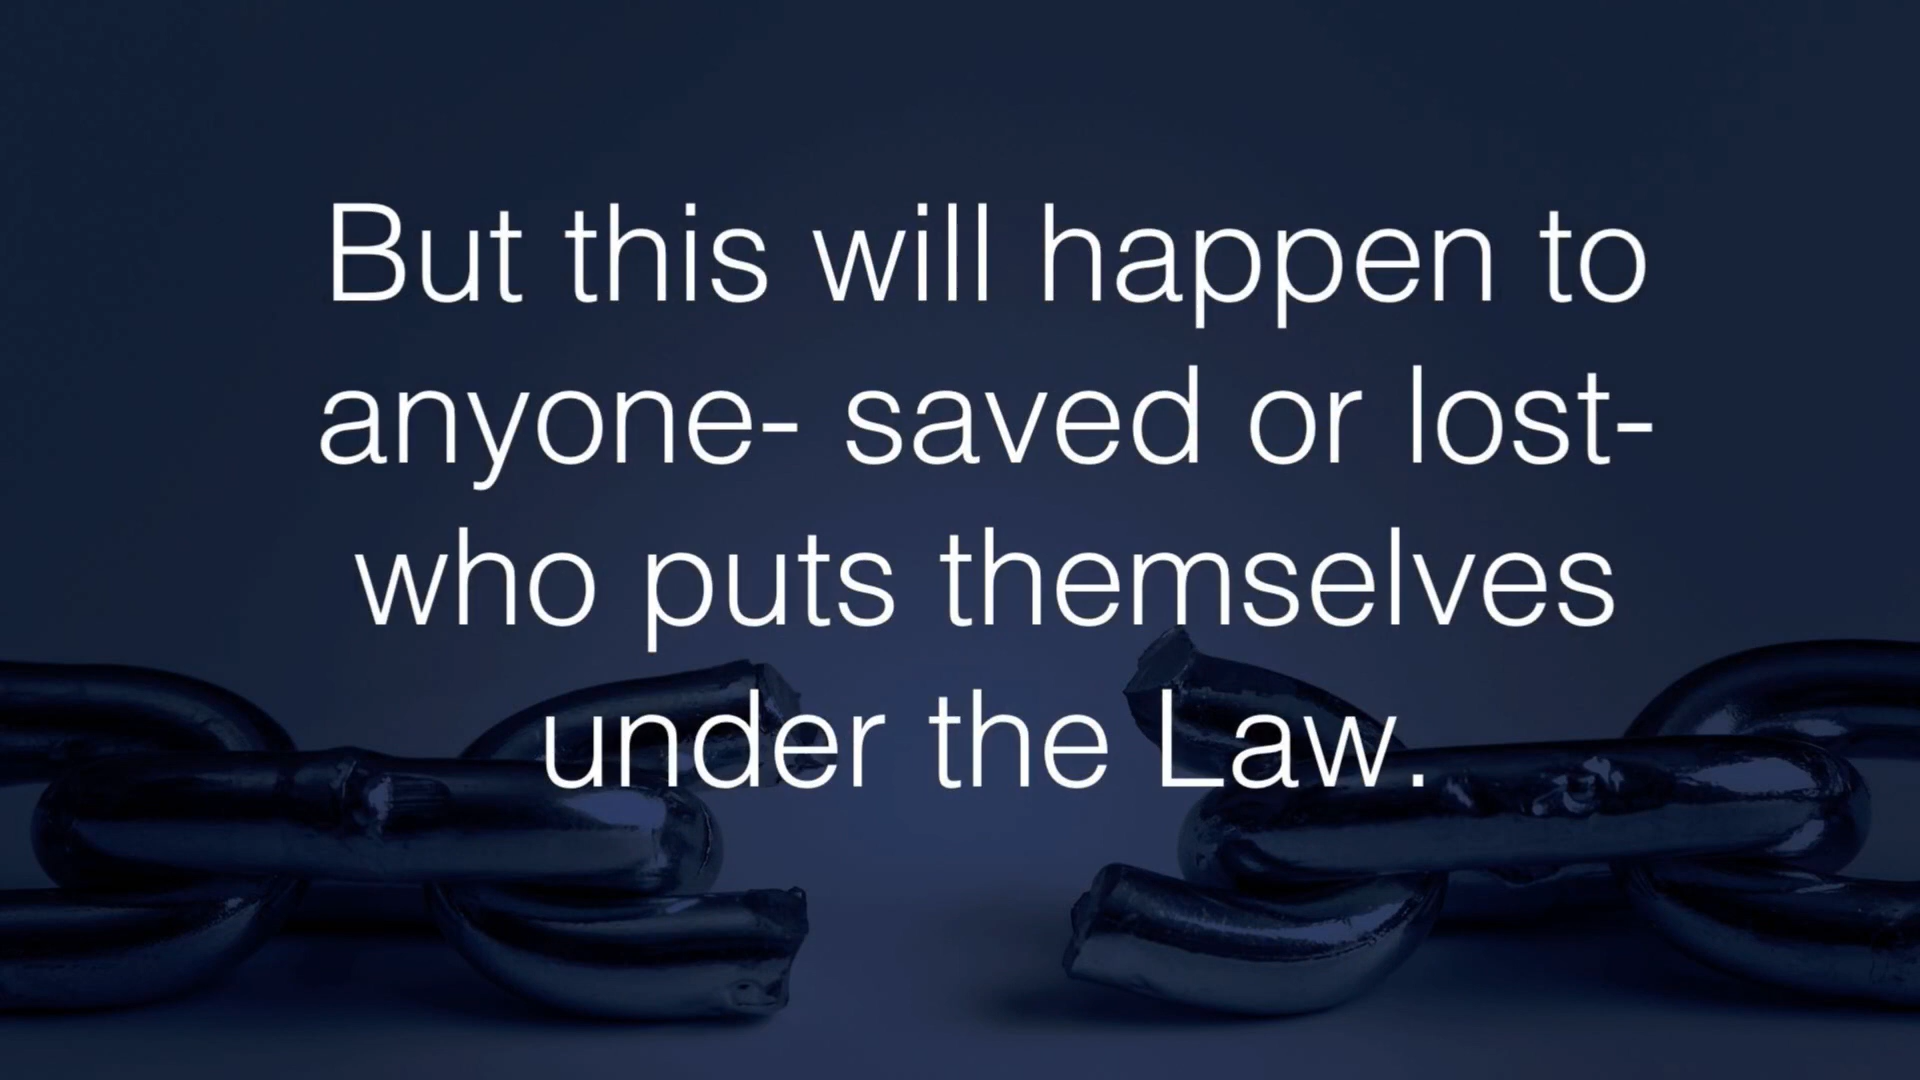 But this will happen to
anyone- saved or lost-
who puts themselves
under the Law.